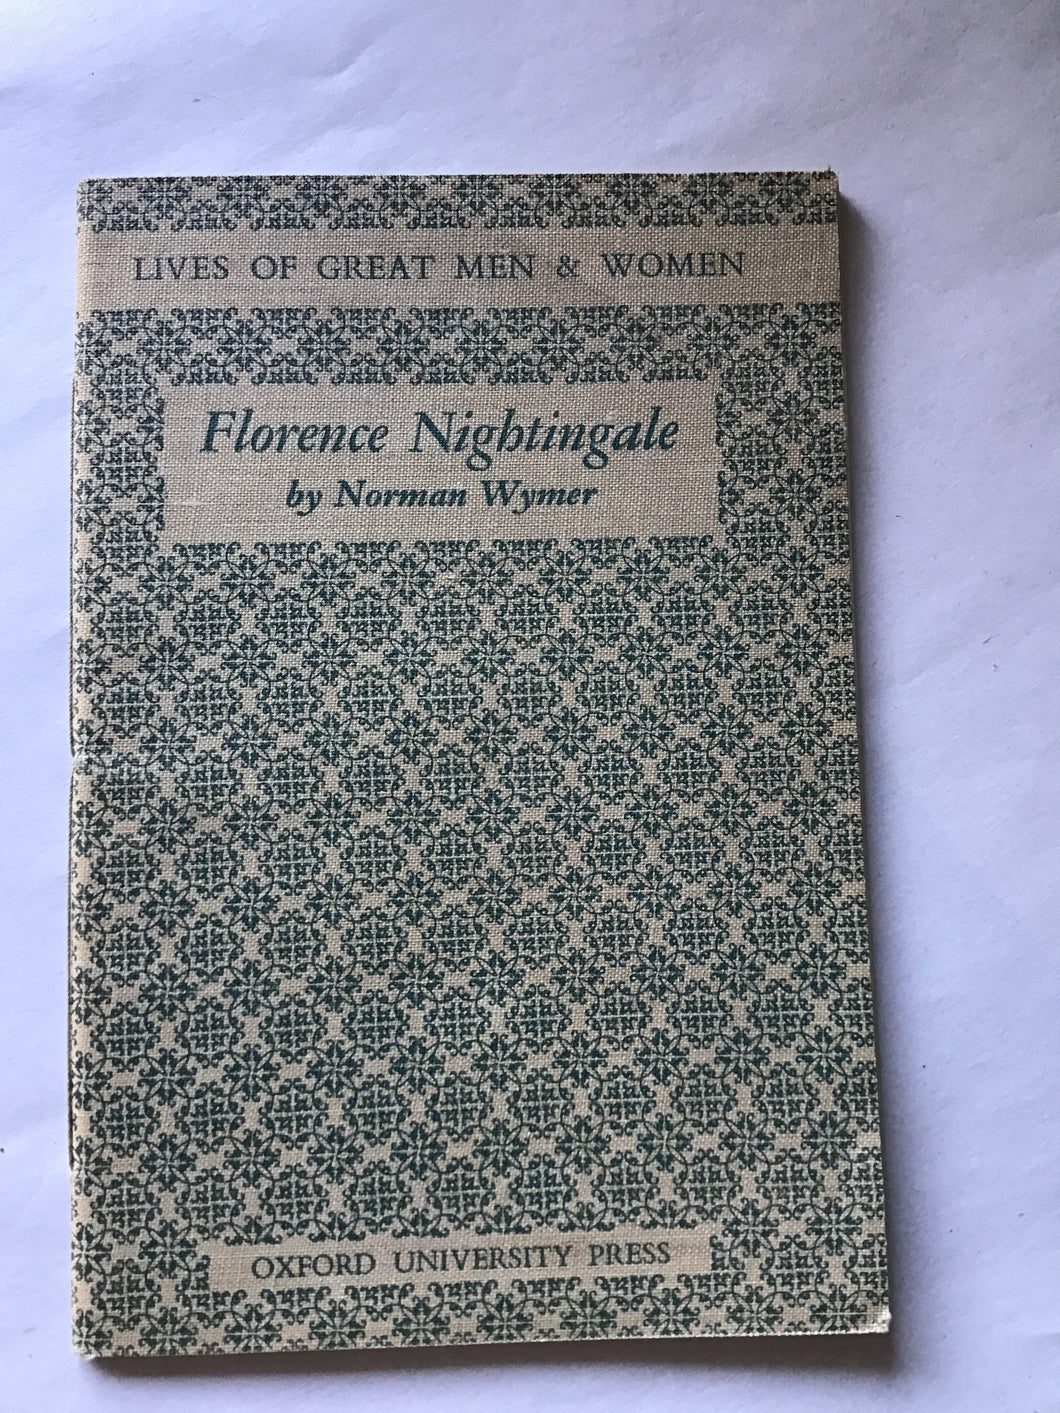 LIVES OF GREAT MEN & WOMEN
Florence Nightingale
by Norman Wymer
OXFORD UNIVERSITY PRESS